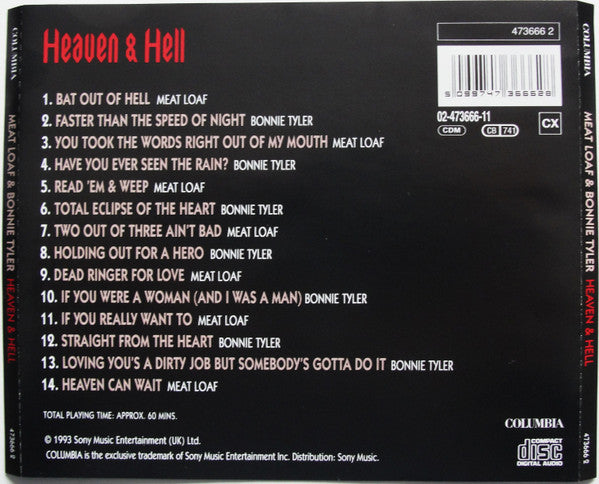 COLUMBIA
MEAT LOAF & BONNIE TYLER HEAVEN & HELL
473666 2
Heaven & Hell
1. BAT OUT OF HELL MEAT LOAF
2. FASTER THAN THE SPEED OF NIGHT BONNIE TYLER
3. YOU TOOK THE WORDS RIGHT OUT OF MY MOUTH MEAT LOAF
4. HAVE YOU EVER SEEN THE RAIN? BONNIE TYLER
5. READ 'EM & WEEP MEAT LOAF
6. TOTAL ECLIPSE OF THE HEART BONNIE TYLER
7. TWO OUT OF THREE AIN'T BAD MEAT LOAF
8. HOLDING OUT FOR A HERO BONNIE TYLER
9. DEAD RINGER FOR LOVE MEAT LOAF
10. IF YOU WERE A WOMAN (AND I WAS A MAN) BONNIE TYLER
11. IF YOU REALLY WANT TO MEAT LOAF
12. STRAIGHT FROM THE HEART BONNIE TYLER
13. LOVING YOU'S A DIRTY JOB BUT SOMEBODY'S GOTTA DO IT BONNIE TYLER
14. HEAVEN CAN WAIT MEAT LOAF
TOTAL PLAYING TIME: APPROX. 60 MINS.
© 1993 Sony Music Entertainment (UK) Ltd.
COLUMBIA is the exclusive trademark of Sony Music Entertainment Inc. Distribution: Sony Music.
473666 2
5 099747 366628
02-473666-11
CDM CB 741
CX
COLUMBIA
COMPACT
disc
DIGITAL AUDIO
COLUMBIA
MEAT LOAF & BONNIE TYLER HEAVEN & HELL
473666 2